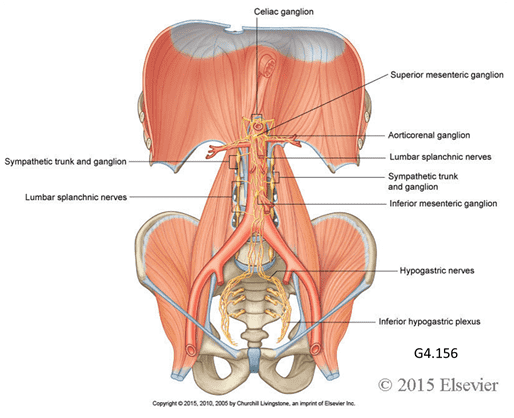 Celiac ganglion
Superior mesenteric ganglion
Aorticorenal ganglion
Lumbar splanchnic nerves
Sympathetic trunk and ganglion
Sympathetic trunk
and ganglion
Lumbar splanchnic nerves
Inferior mesenteric ganglion
Hypogastric nerves
Inferior hypogastric plexus
G4.156
© 2015 Elsevier
Copyright © 2015, 2010, 2005 by Churchill Livingstone, an imprint of Elsevier Inc.